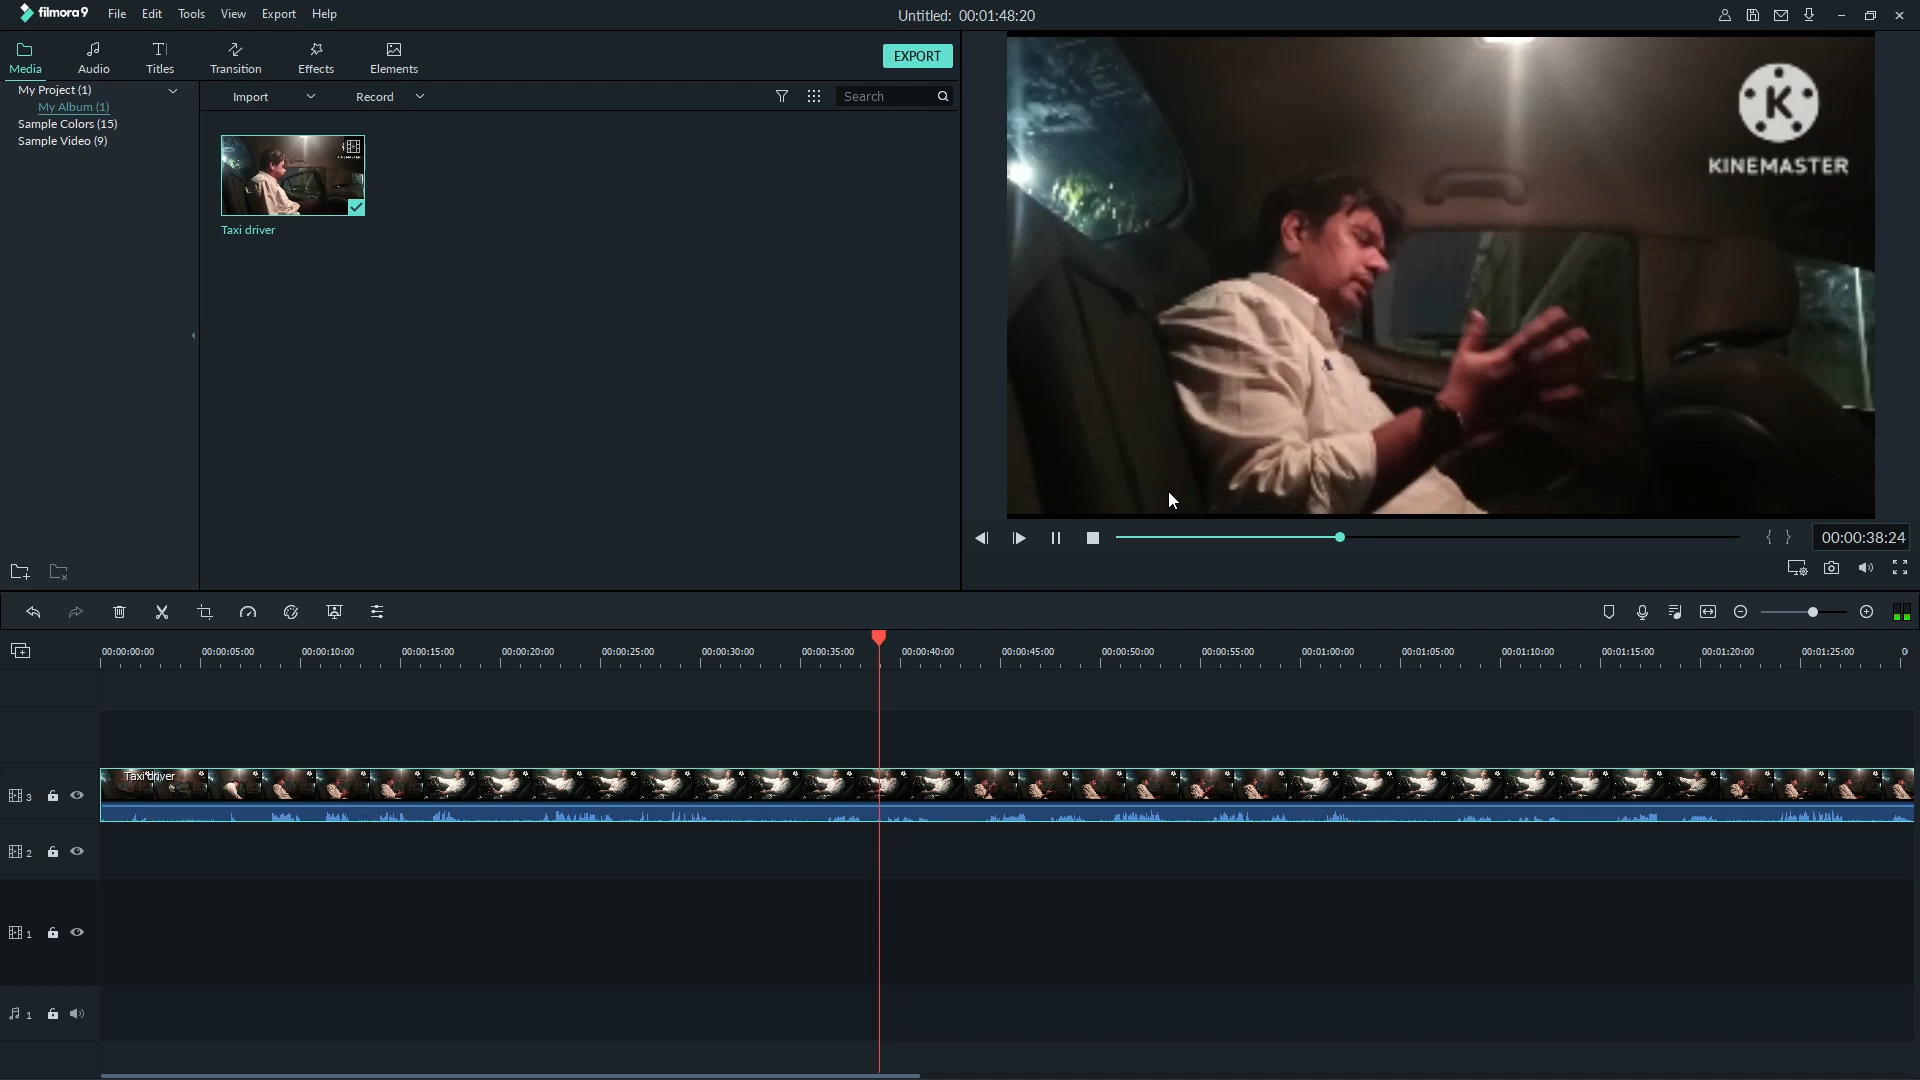 filmora9 File Edit Tools View Export Help Untitled: 00:01:48:20
Media Audio Titles Transition Effects Elements EXPORT
My Project (1)
My Album (1)
Sample Colors (15)
Sample Video (9)
Import Record Search
Taxi driver
K
KINEMASTER
00:00:38:24
00:00:00:00 00:00:05:00 00:00:10:00 00:00:15:00 00:00:20:00 00:00:25:00 00:00:30:00 00:00:35:00 00:00:40:00 00:00:45:00 00:00:50:00 00:00:55:00 00:01:00:00 00:01:05:00 00:01:10:00 00:01:15:00 00:01:20:00 00:01:25:00
Taxi driver
3
2
1
1